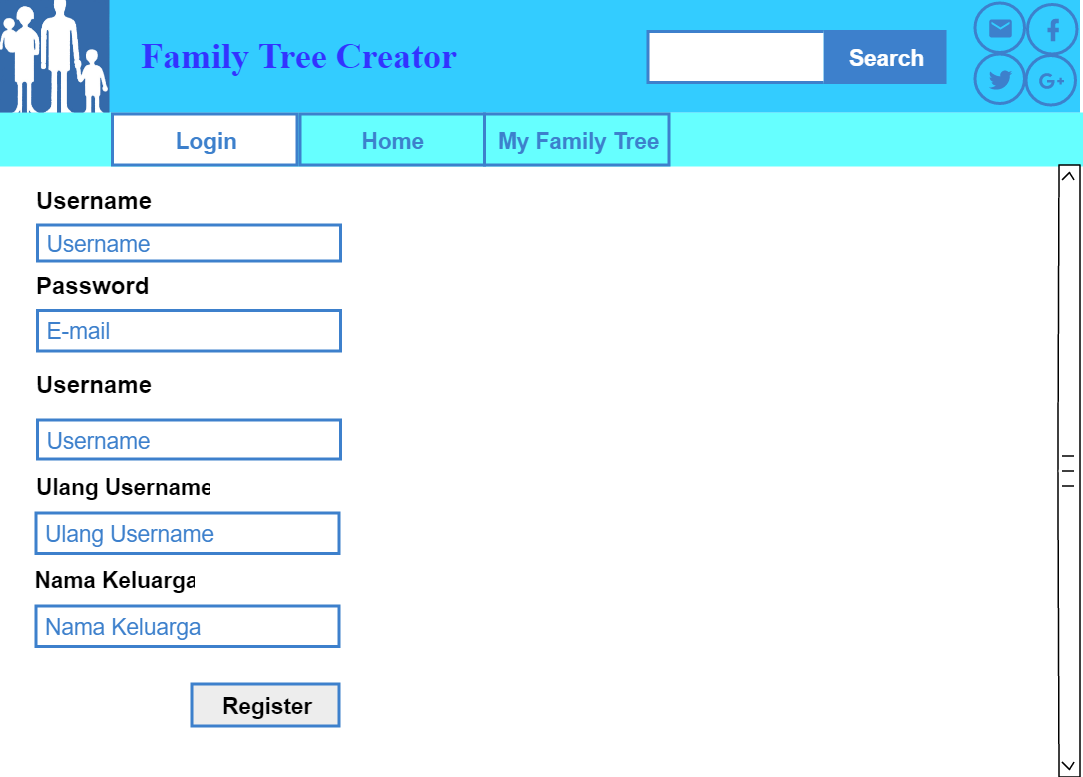 Family Tree Creator
Search
G+
Login Home My Family Tree
Username
Username
Password
E-mail
Username
Username
Ulang Username
Ulang Username
Nama Keluarga
Nama Keluarga
Register